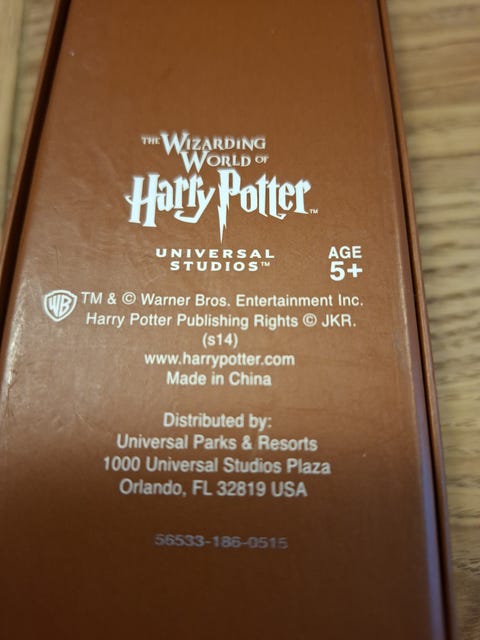 THE WIZARDING
WORLD OF
Harry Potter™
UNIVERSAL
STUDIOS™
AGE
5+
WB TM & © Warner Bros. Entertainment Inc.
Harry Potter Publishing Rights © JKR.
(s14)
www.harrypotter.com
Made in China
Distributed by:
Universal Parks & Resorts
1000 Universal Studios Plaza
Orlando, FL 32819 USA
56533-186-0515